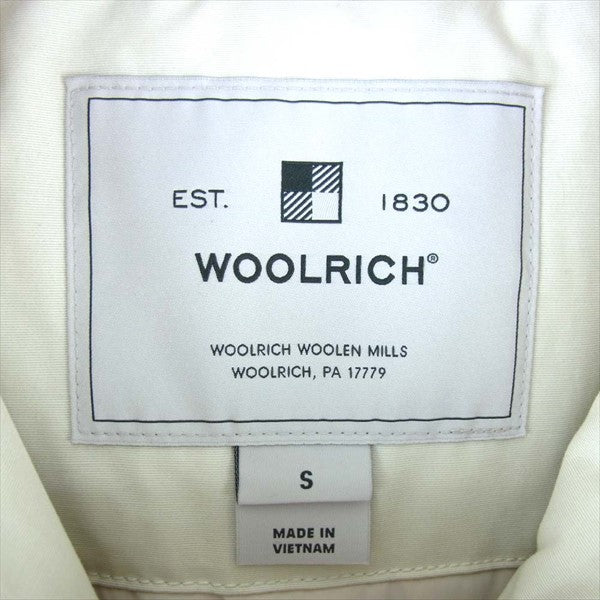 EST. 1830
WOOLRICH®
WOOLRICH WOOLEN MILLS
WOOLRICH, PA 17779
S
MADE IN
VIETNAM